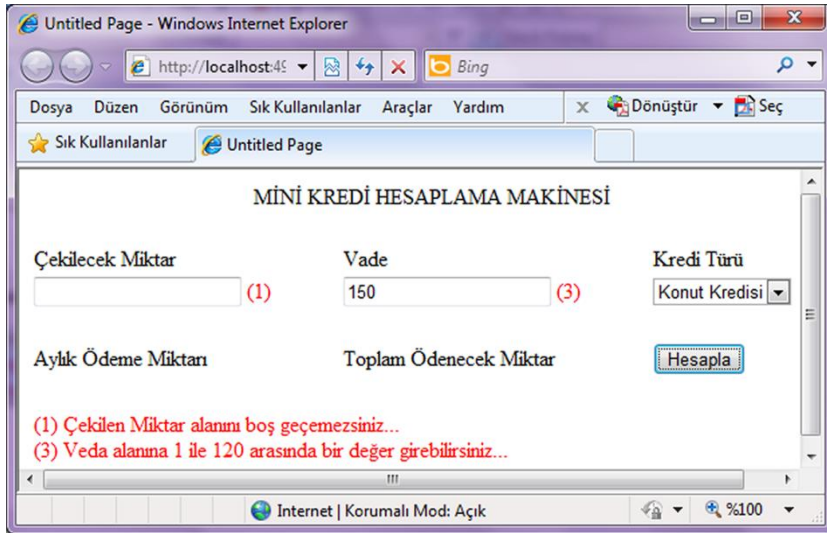 Untitled Page - Windows Internet Explorer
http://localhost:49
Bing
Dosya Düzen Görünüm Sık Kullanılanlar Araçlar Yardım x Dönüştür Seç
Sık Kullanılanlar Untitled Page
MİNİ KREDİ HESAPLAMA MAKİNESİ
Çekilecek Miktar Vade Kredi Türü
(1) 150 (3) Konut Kredisi
Aylık Ödeme Miktarı Toplam Ödenecek Miktar Hesapla
(1) Çekilen Miktar alanını boş geçemezsiniz...
(3) Veda alanına 1 ile 120 arasında bir değer girebilirsiniz...
Internet | Korumalı Mod: Açık %100